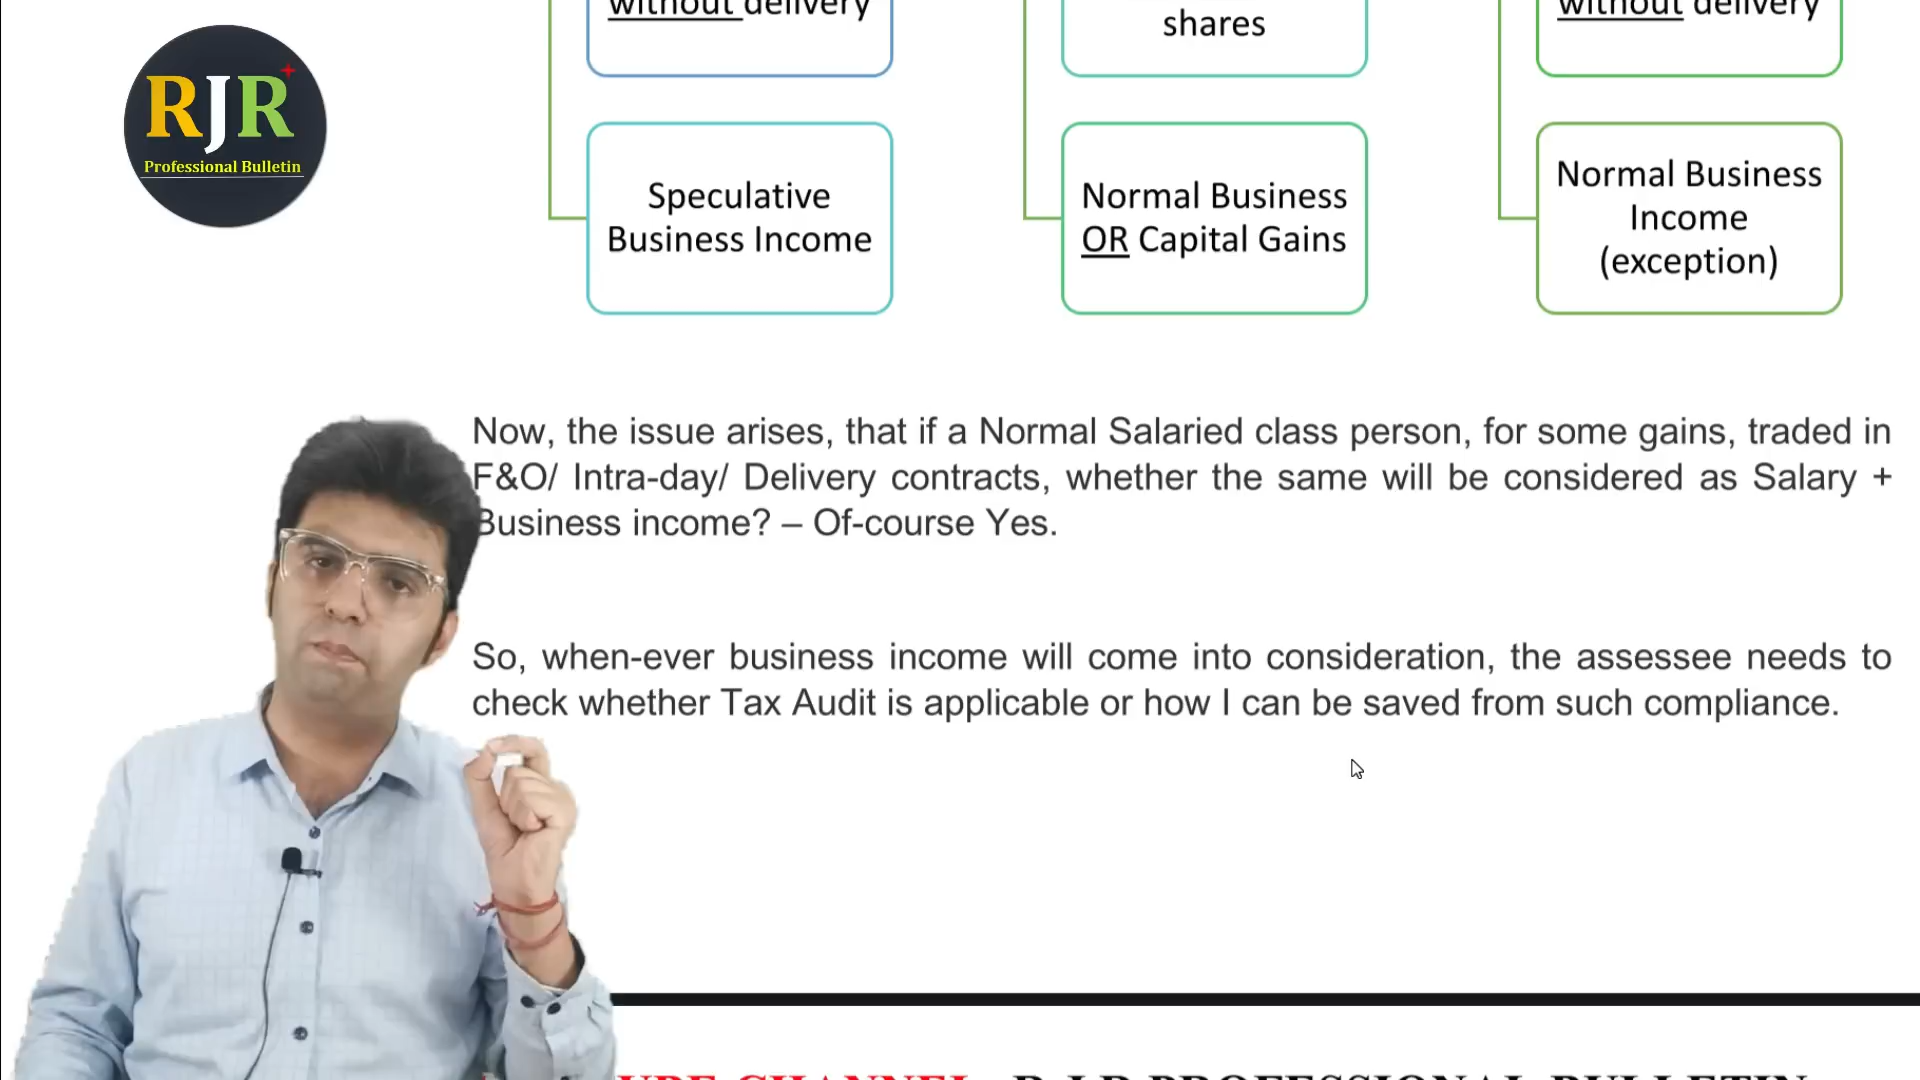 without delivery
shares
without delivery
RJR+
Professional Bulletin
Speculative
Business Income
Normal Business
OR Capital Gains
Normal Business
Income
(exception)
Now, the issue arises, that if a Normal Salaried class person, for some gains, traded in
F&O/ Intra-day/ Delivery contracts, whether the same will be considered as Salary +
Business income? – Of-course Yes.
So, when-ever business income will come into consideration, the assessee needs to
check whether Tax Audit is applicable or how I can be saved from such compliance.
CHANNEL R J R PROFESSIONAL BULLETIN